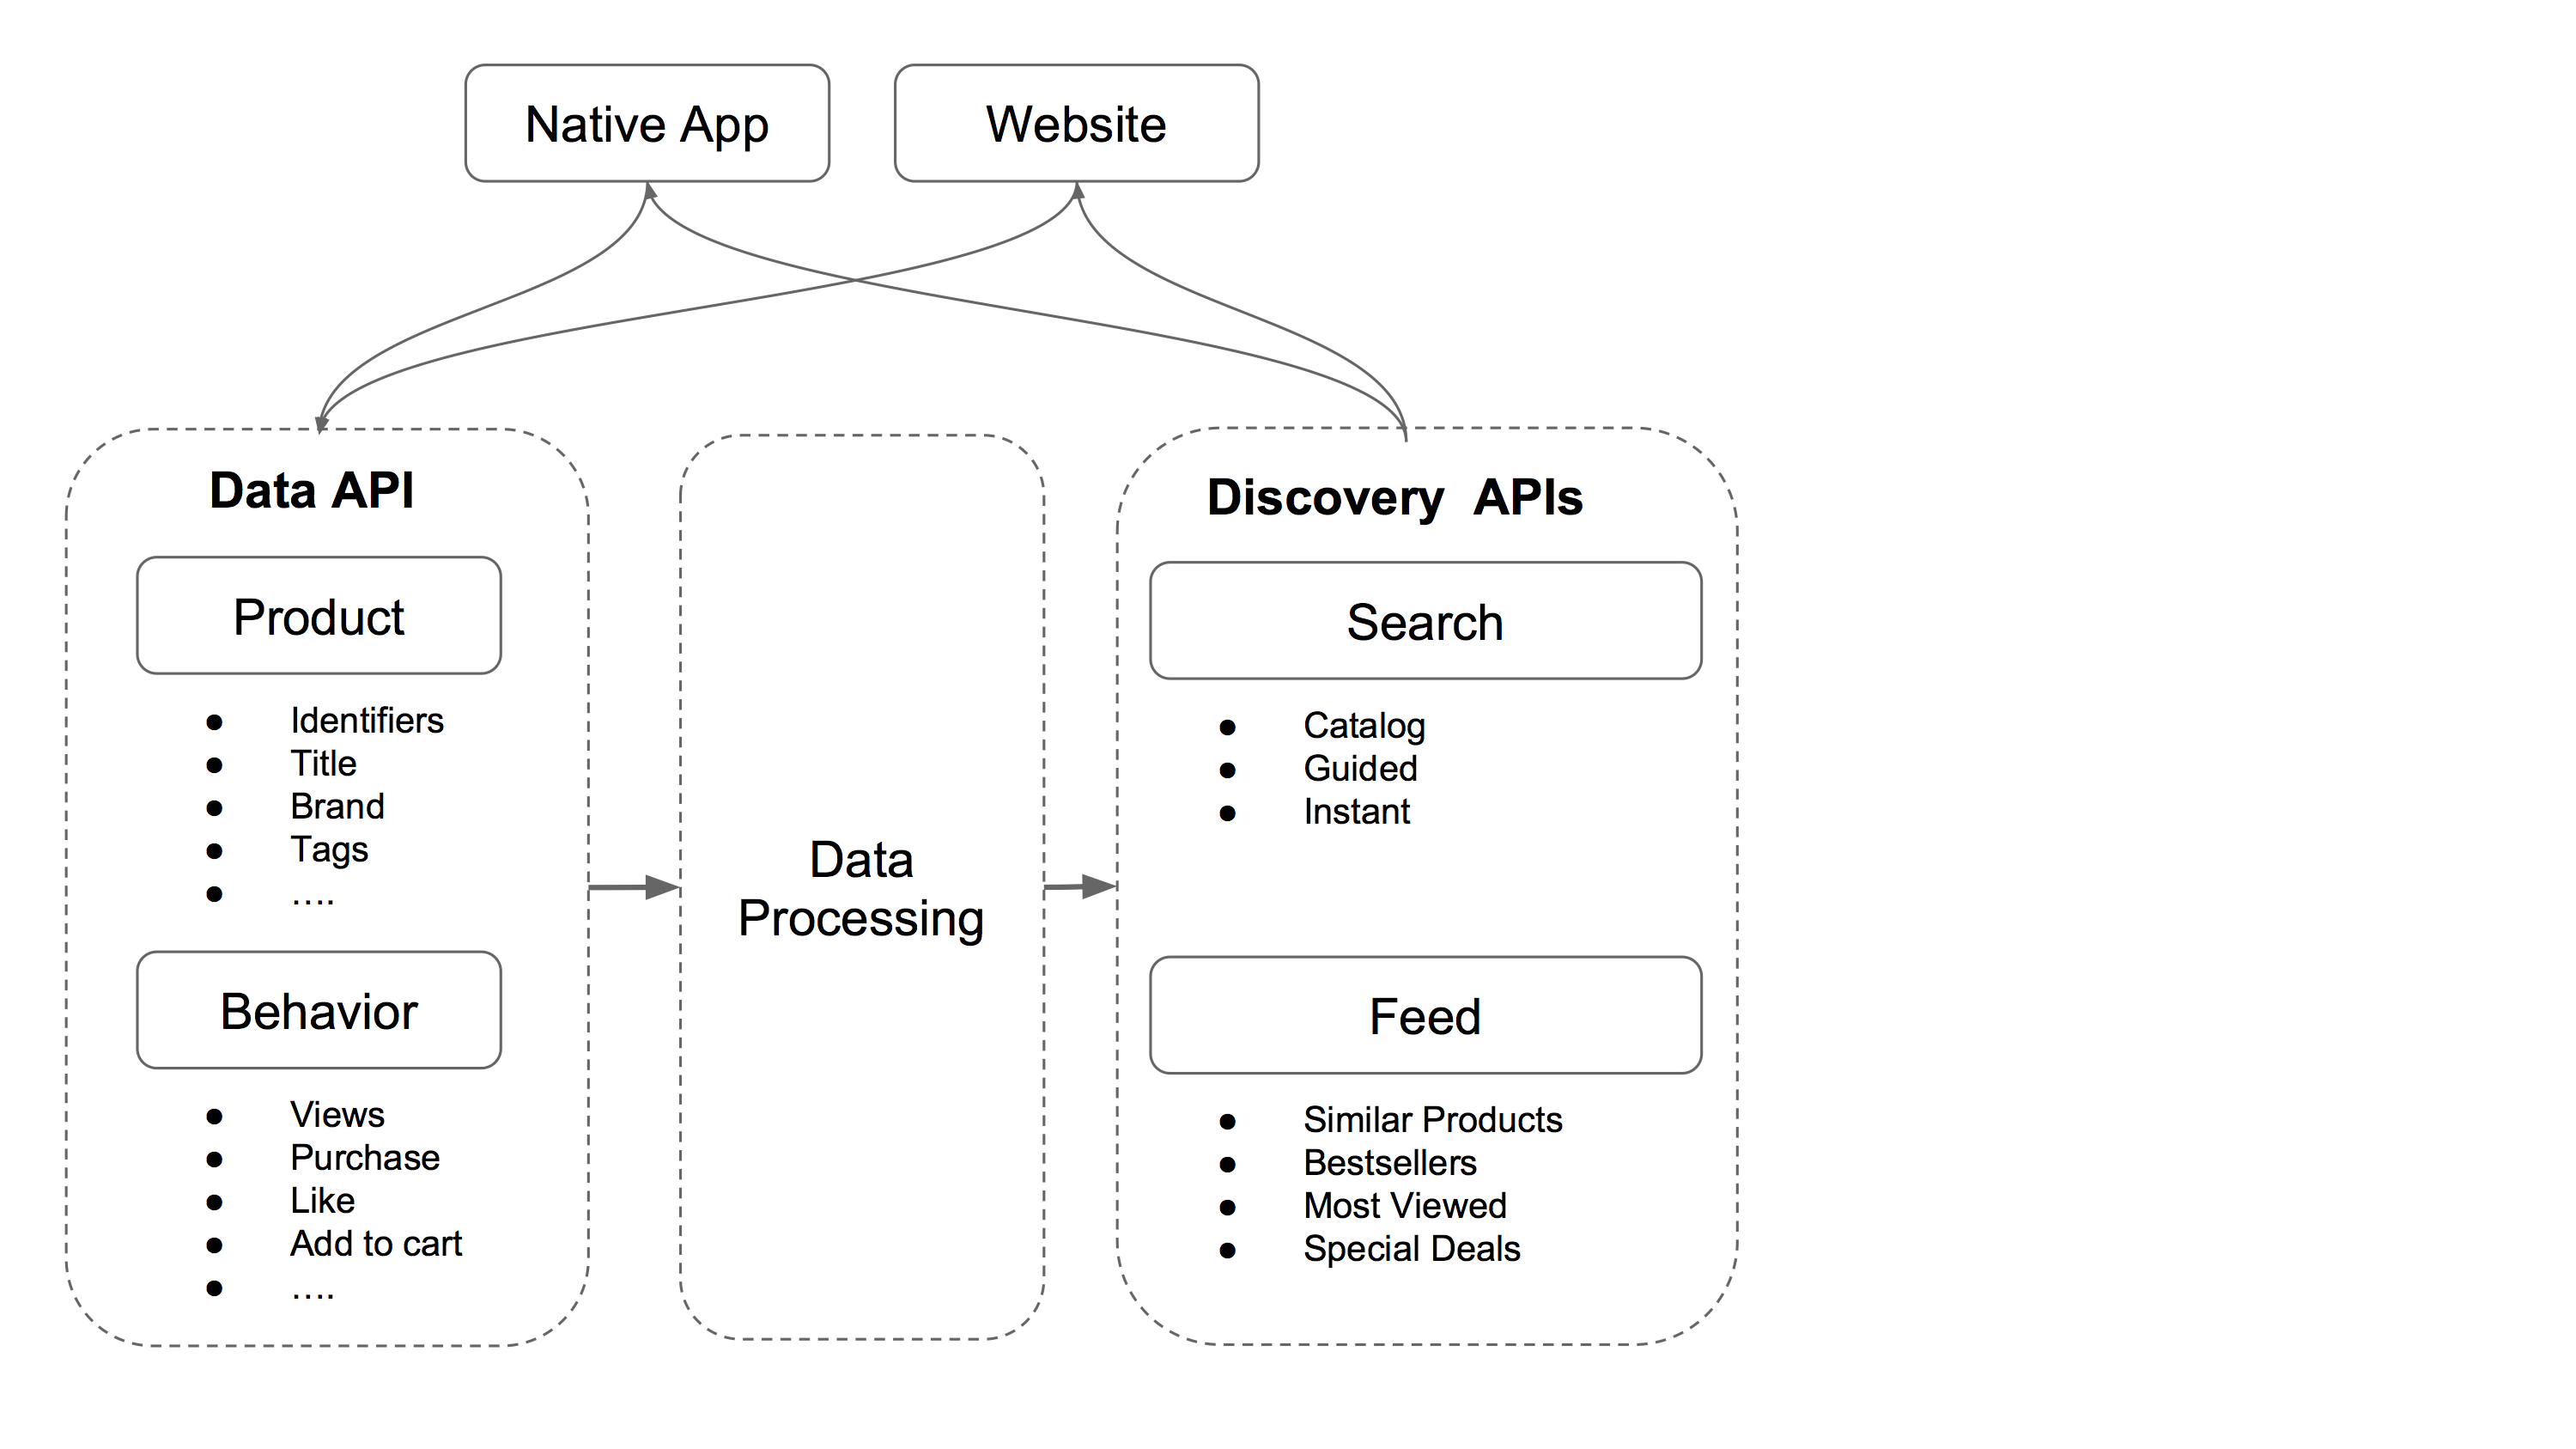 Native App
Website
Data API
Product
● Identifiers
● Title
● Brand
● Tags
● ....
Behavior
● Views
● Purchase
● Like
● Add to cart
● ....
Data
Processing
Discovery  APIs
Search
● Catalog
● Guided
● Instant
Feed
● Similar Products
● Bestsellers
● Most Viewed
● Special Deals